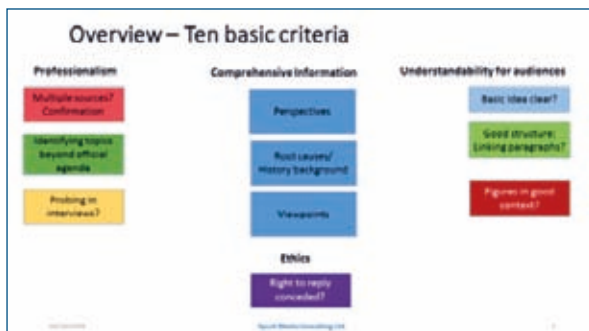 Overview – Ten basic criteria
Professionalism
Multiple sources?
Confirmation
Identifying topics
beyond official
agenda
Probing in
interviews?
Comprehensive information
Perspectives
Root causes/
History background
Viewpoints
Ethics
Right to reply
conceded?
Understandability for audiences
Basic idea clear?
Good structure:
Linking paragraphs?
Figures in good
context?
Media Consulting